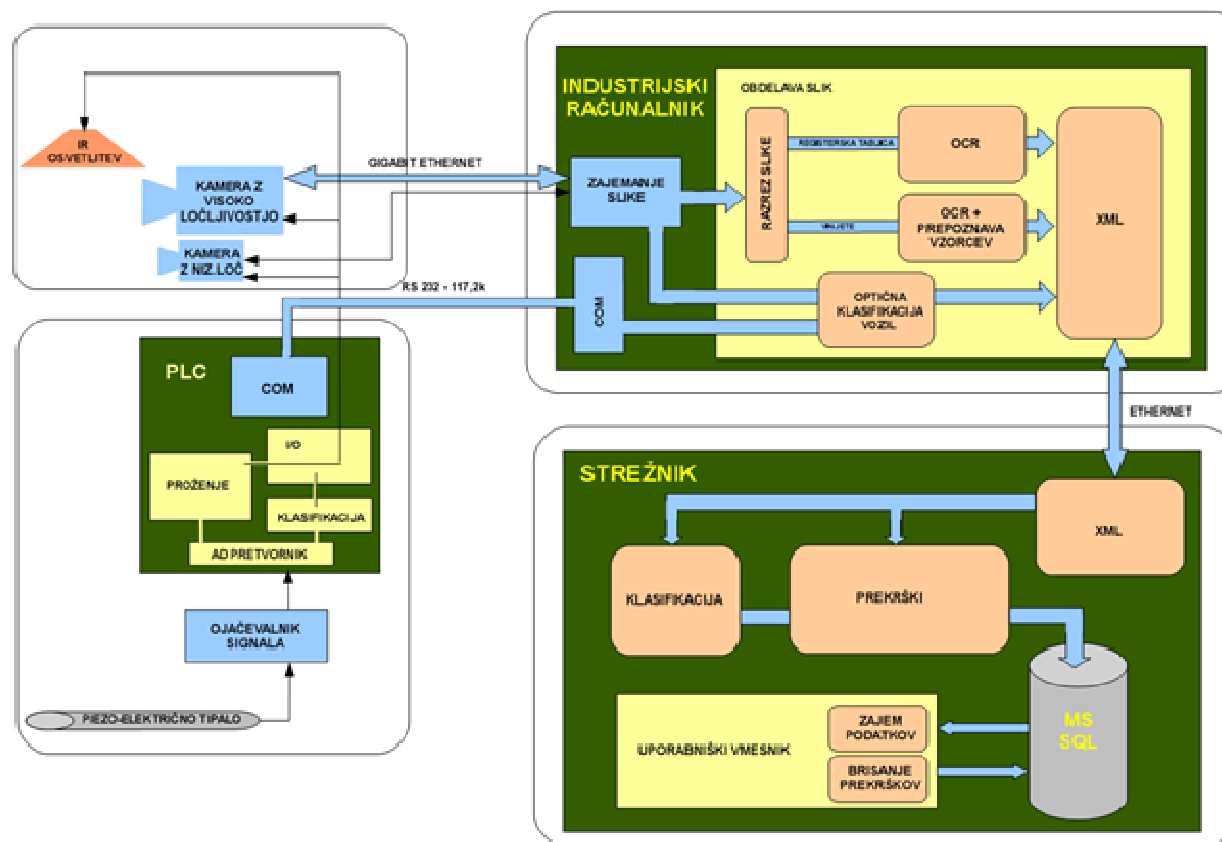 IR
OSVETLITEV
KAMERA Z
VISOKO
LOČLJIVOSTJO
KAMERA
Z NIZ.LOČ
GIGABIT ETHERNET
RS 232 - 117,2k
INDUSTRIJSKI
RAČUNALNIK
ZAJEMANJE
SLIKE
COM
OBDELAVA SLIK
RAZREZ SLIKE
REGISTERSKA TABLICA
OCR
VINJETE
OCR +
PREPOZNAVA
VZORCEV
OPTIČNA
KLASIFIKACIJA
VOZIL
XML
ETHERNET
PLC
COM
I/O
PROŽENJE
KLASIFIKACIJA
AD PRETVORNIK
OJAČEVALNIK
SIGNALA
PIEZO-ELEKTRIČNO TIPALO
STREŽNIK
XML
KLASIFIKACIJA
PREKRŠKI
MS
SQL
UPORABNIŠKI VMESNIK
ZAJEM
PODATKOV
BRISANJE
PREKRŠKOV